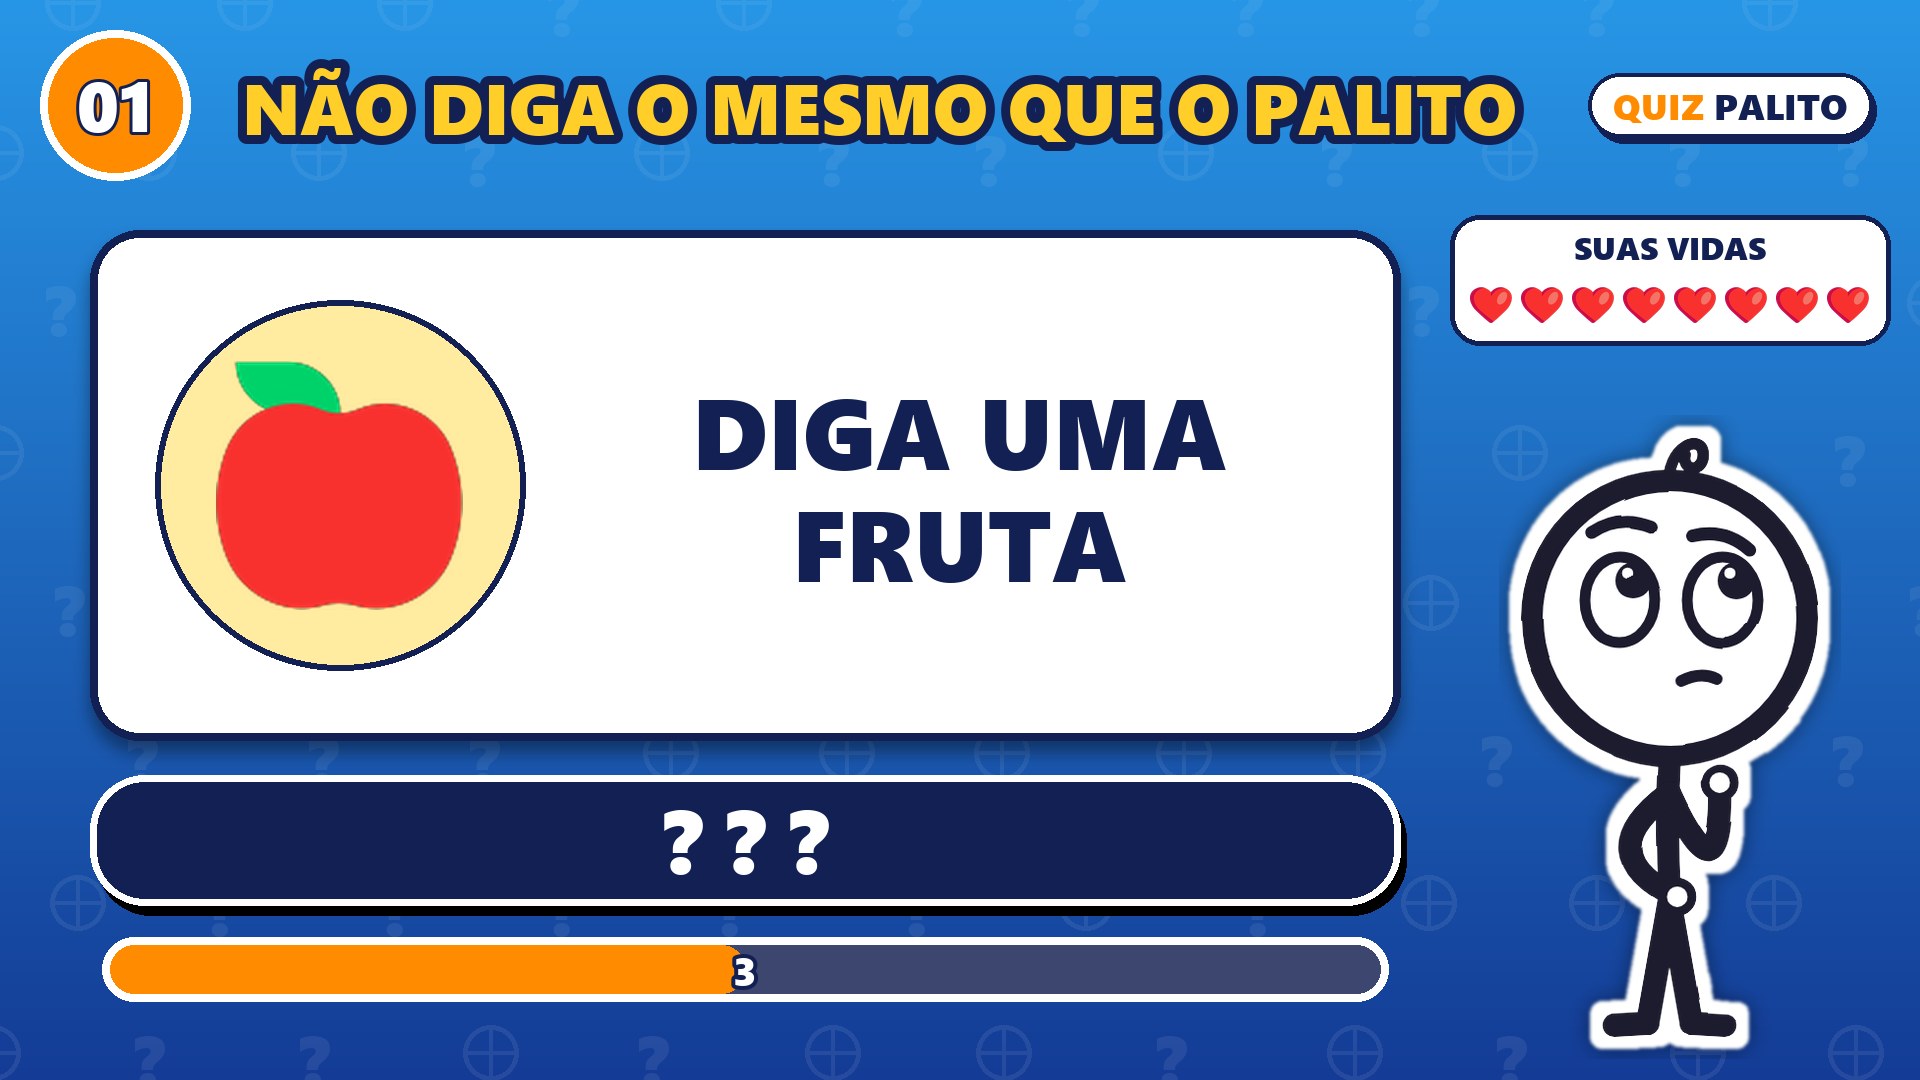 01
NÃO DIGA O MESMO QUE O PALITO
QUIZ PALITO
SUAS VIDAS
DIGA UMA
FRUTA
? ? ?
3